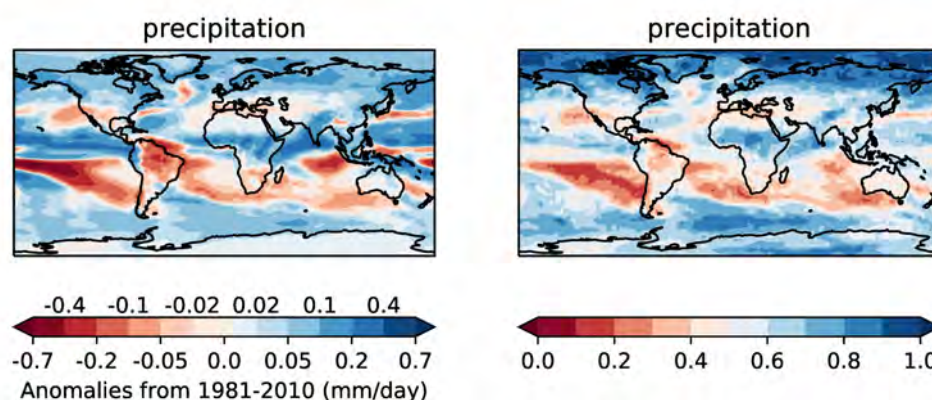 precipitation
precipitation
-0.4 -0.1 -0.02 0.02 0.1 0.4
-0.7 -0.2 -0.05 0.0 0.05 0.2 0.7
Anomalies from 1981-2010 (mm/day)
0.0 0.2 0.4 0.6 0.8 1.0